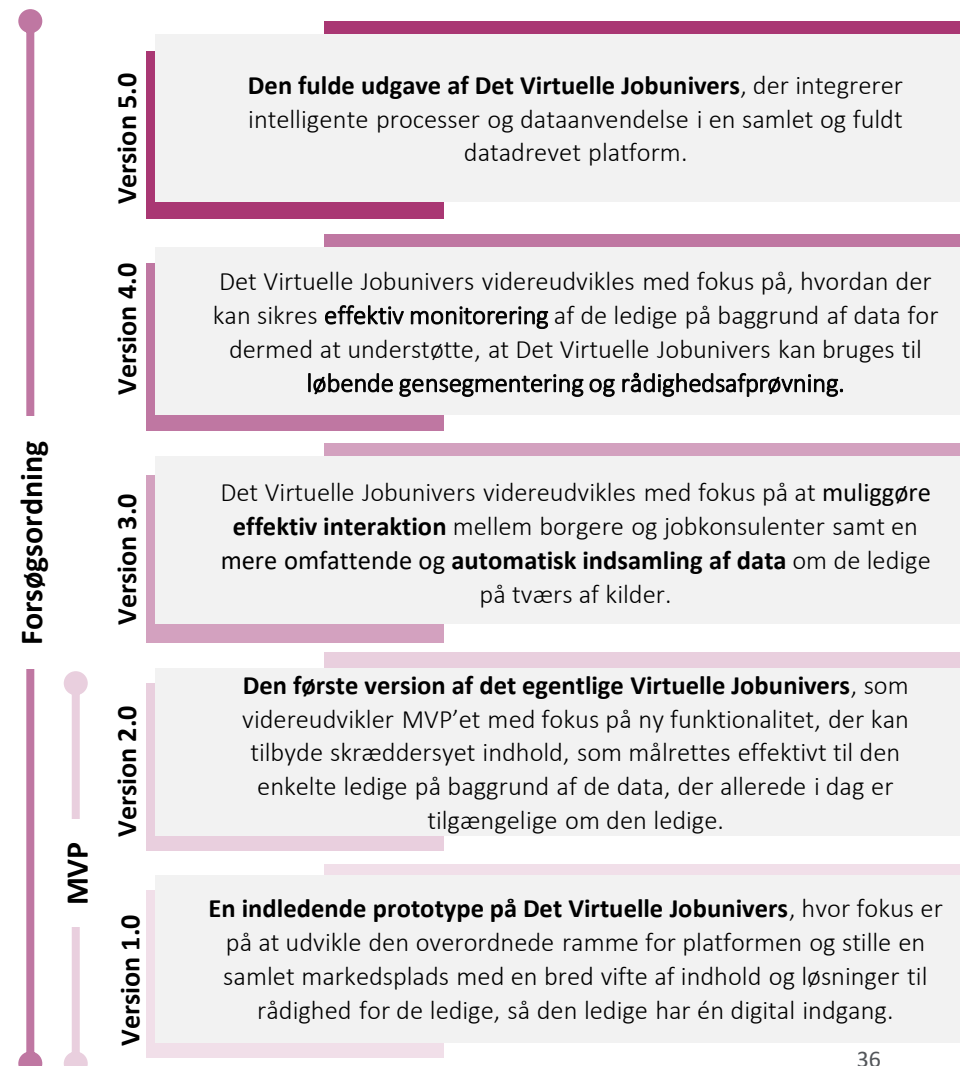 Forsøgsordning
MVP
Version 5.0
Den fulde udgave af Det Virtuelle Jobunivers, der integrerer
intelligente processer og dataanvendelse i en samlet og fuldt
datadrevet platform.
Version 4.0
Det Virtuelle Jobunivers videreudvikles med fokus på, hvordan der
kan sikres effektiv monitorering af de ledige på baggrund af data for
dermed at understøtte, at Det Virtuelle Jobunivers kan bruges til
løbende gensegmentering og rådighedsafprøvning.
Version 3.0
Det Virtuelle Jobunivers videreudvikles med fokus på at muliggøre
effektiv interaktion mellem borgere og jobkonsulenter samt en
mere omfattende og automatisk indsamling af data om de ledige
på tværs af kilder.
Version 2.0
Den første version af det egentlige Virtuelle Jobunivers, som
videreudvikler MVP’et med fokus på ny funktionalitet, der kan
tilbyde skræddersyet indhold, som målrettes effektivt til den
enkelte ledige på baggrund af de data, der allerede i dag er
tilgængelige om den ledige.
Version 1.0
En indledende prototype på Det Virtuelle Jobunivers, hvor fokus er
på at udvikle den overordnede ramme for platformen og stille en
samlet markedsplads med en bred vifte af indhold og løsninger til
rådighed for de ledige, så den ledige har én digital indgang.
36